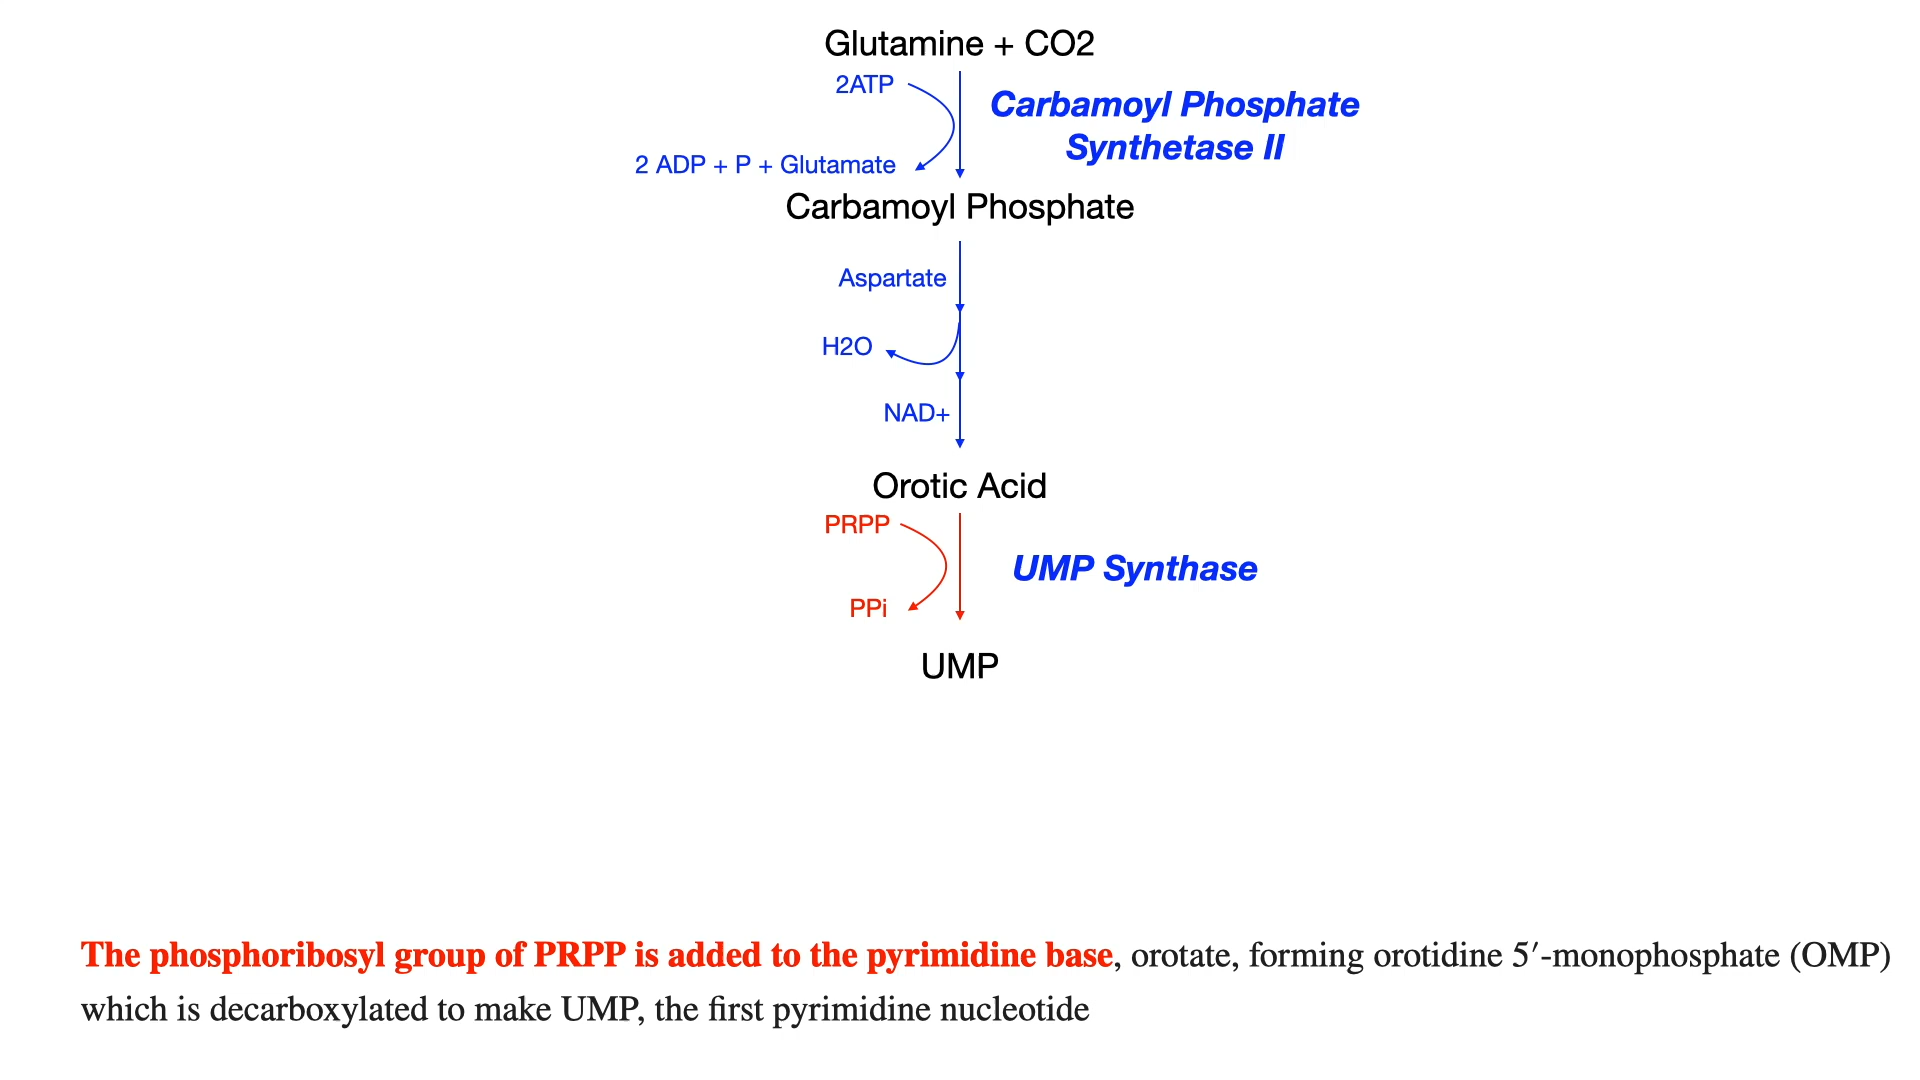 Glutamine + CO2
2ATP
Carbamoyl Phosphate
Synthetase II
2 ADP + P + Glutamate
Carbamoyl Phosphate
Aspartate
H2O
NAD+
Orotic Acid
PRPP
UMP Synthase
PPi
UMP
The phosphoribosyl group of PRPP is added to the pyrimidine base, orotate, forming orotidine 5′-monophosphate (OMP)
which is decarboxylated to make UMP, the first pyrimidine nucleotide